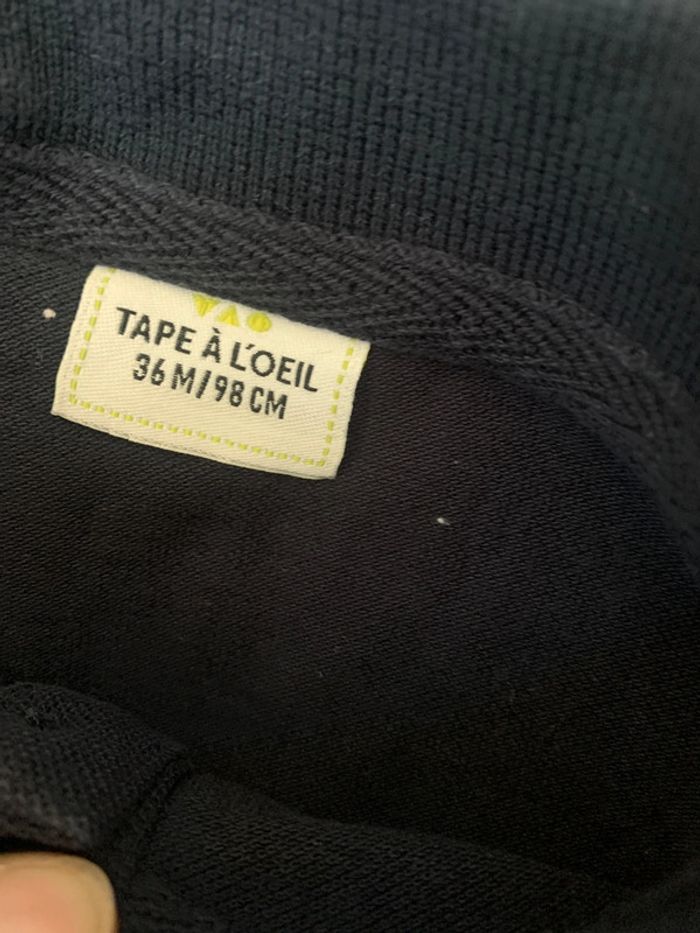 TAPE À L'OEIL
36 M/98 CM